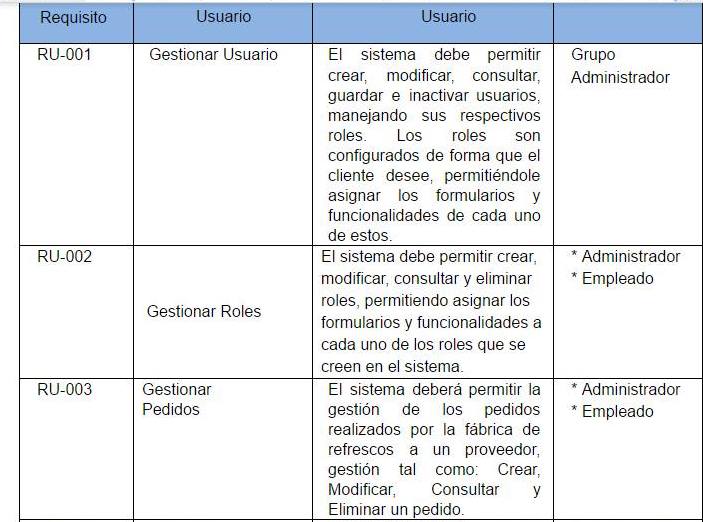 Requisito Usuario Usuario
RU-001 Gestionar Usuario El sistema debe permitir Grupo
crear, modificar, consultar, Administrador
guardar e inactivar usuarios,
manejando sus respectivos
roles. Los roles son
configurados de forma que el
cliente desee, permitiéndole
asignar los formularios y
funcionalidades de cada uno
de estos.
RU-002 El sistema debe permitir crear, * Administrador
modificar, consultar y eliminar * Empleado
roles, permitiendo asignar los
Gestionar Roles formularios y funcionalidades a
cada uno de los roles que se
creen en el sistema.
RU-003 Gestionar El sistema deberá permitir la * Administrador
Pedidos gestión de los pedidos * Empleado
realizados por la fábrica de
refrescos a un proveedor,
gestión tal como: Crear,
Modificar, Consultar y
Eliminar un pedido.